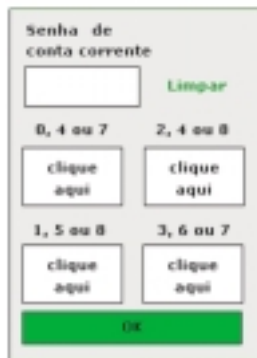 Senha de
conta corrente
Limpar
0, 4 ou 7 2, 4 ou 8
clique clique
aqui aqui
1, 5 ou 8 3, 6 ou 7
clique clique
aqui aqui
OK